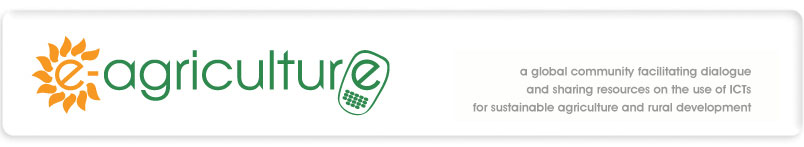 e-agriculture
a global community facilitating dialogue
and sharing resources on the use of ICTs
for sustainable agriculture and rural development